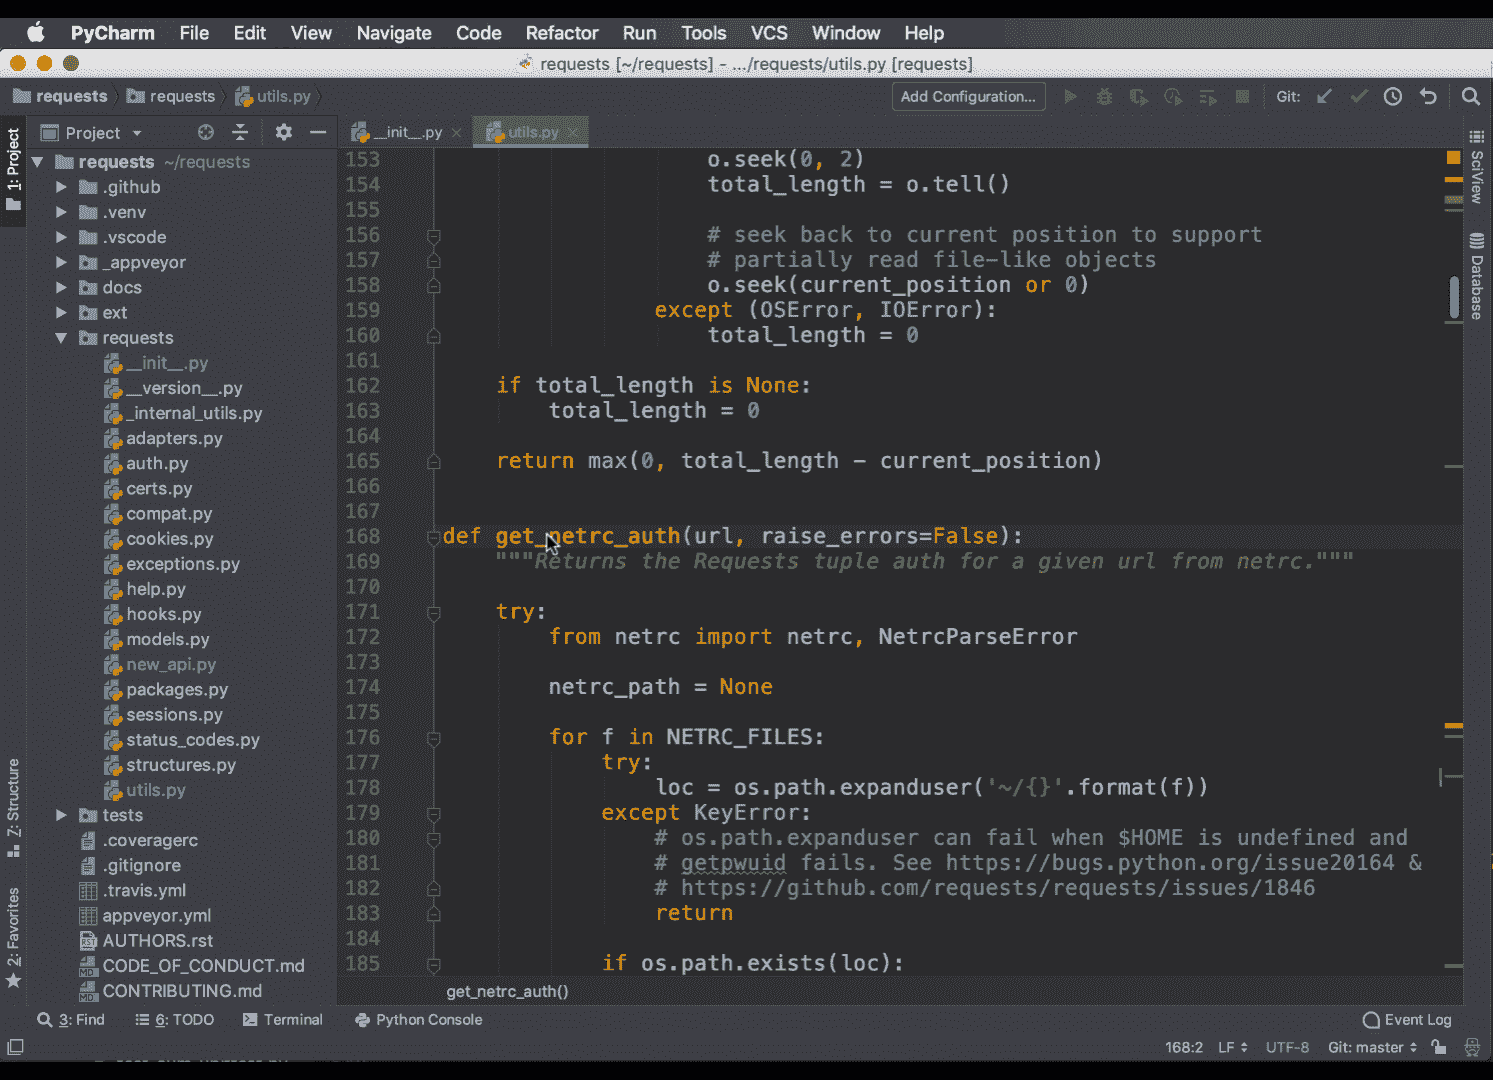 PyCharm File Edit View Navigate Code Refactor Run Tools VCS Window Help
requests [~/requests] - .../requests/utils.py [requests]
requests requests utils.py Add Configuration... Git:
1: Project
Project
__init__.py utils.py
requests ~/requests
.github
.venv
.vscode
_appveyor
docs
ext
requests
__init__.py
__version__.py
_internal_utils.py
adapters.py
auth.py
certs.py
compat.py
cookies.py
exceptions.py
help.py
hooks.py
models.py
new_api.py
packages.py
sessions.py
status_codes.py
structures.py
utils.py
tests
.coveragerc
.gitignore
.travis.yml
appveyor.yml
AUTHORS.rst
CODE_OF_CONDUCT.md
CONTRIBUTING.md
7: Structure
2: Favorites
153 o.seek(0, 2)
154 total_length = o.tell()
155
156 # seek back to current position to support
157 # partially read file-like objects
158 o.seek(current_position or 0)
159 except (OSError, IOError):
160 total_length = 0
161
162 if total_length is None:
163 total_length = 0
164
165 return max(0, total_length - current_position)
166
167
168 def get_netrc_auth(url, raise_errors=False):
169 """Returns the Requests tuple auth for a given url from netrc."""
170
171 try:
172 from netrc import netrc, NetrcParseError
173
174 netrc_path = None
175
176 for f in NETRC_FILES:
177 try:
178 loc = os.path.expanduser('~/{}'.format(f))
179 except KeyError:
180 # os.path.expanduser can fail when $HOME is undefined and
181 # getpwuid fails. See https://bugs.python.org/issue20164 &
182 # https://github.com/requests/requests/issues/1846
183 return
184
185 if os.path.exists(loc):
get_netrc_auth()
SciView
Database
3: Find 6: TODO Terminal Python Console Event Log
168:2 LF UTF-8 Git: master